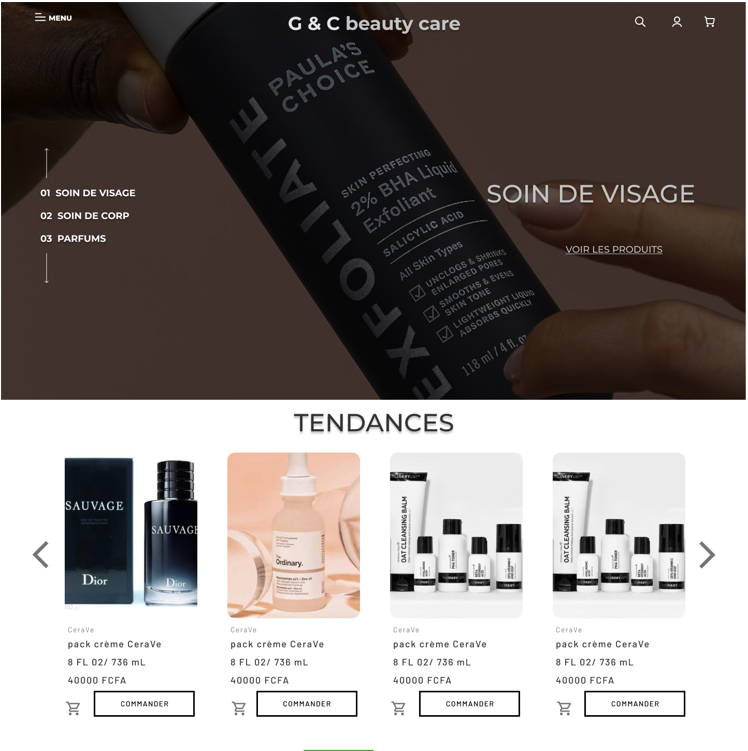 MENU
G & C beauty care
PAULA'S
CHOICE
EXFOLIATE
SKIN PERFECTING
2% BHA Liquid
Exfoliant
SALICYLIC ACID
All Skin Types
UNCLOGS & SHRINKS
ENLARGED PORES
SMOOTHS & EVENS
SKIN TONE
LIGHTWEIGHT LIQUID
ABSORBS QUICKLY
118 ml / 4 fl. oz
01 SOIN DE VISAGE
02 SOIN DE CORP
03 PARFUMS
SOIN DE VISAGE
VOIR LES PRODUITS
TENDANCES
SAUVAGE
Dior
SAUVAGE
Dior
The
Ordinary.
OAT CLEANSING BALM
OAT CLEANSING BALM
CeraVe
pack crème CeraVe
8 FL 02/ 736 mL
40000 FCFA
COMMANDER
CeraVe
pack crème CeraVe
8 FL 02/ 736 mL
40000 FCFA
COMMANDER
CeraVe
pack crème CeraVe
8 FL 02/ 736 mL
40000 FCFA
COMMANDER
CeraVe
pack crème CeraVe
8 FL 02/ 736 mL
40000 FCFA
COMMANDER